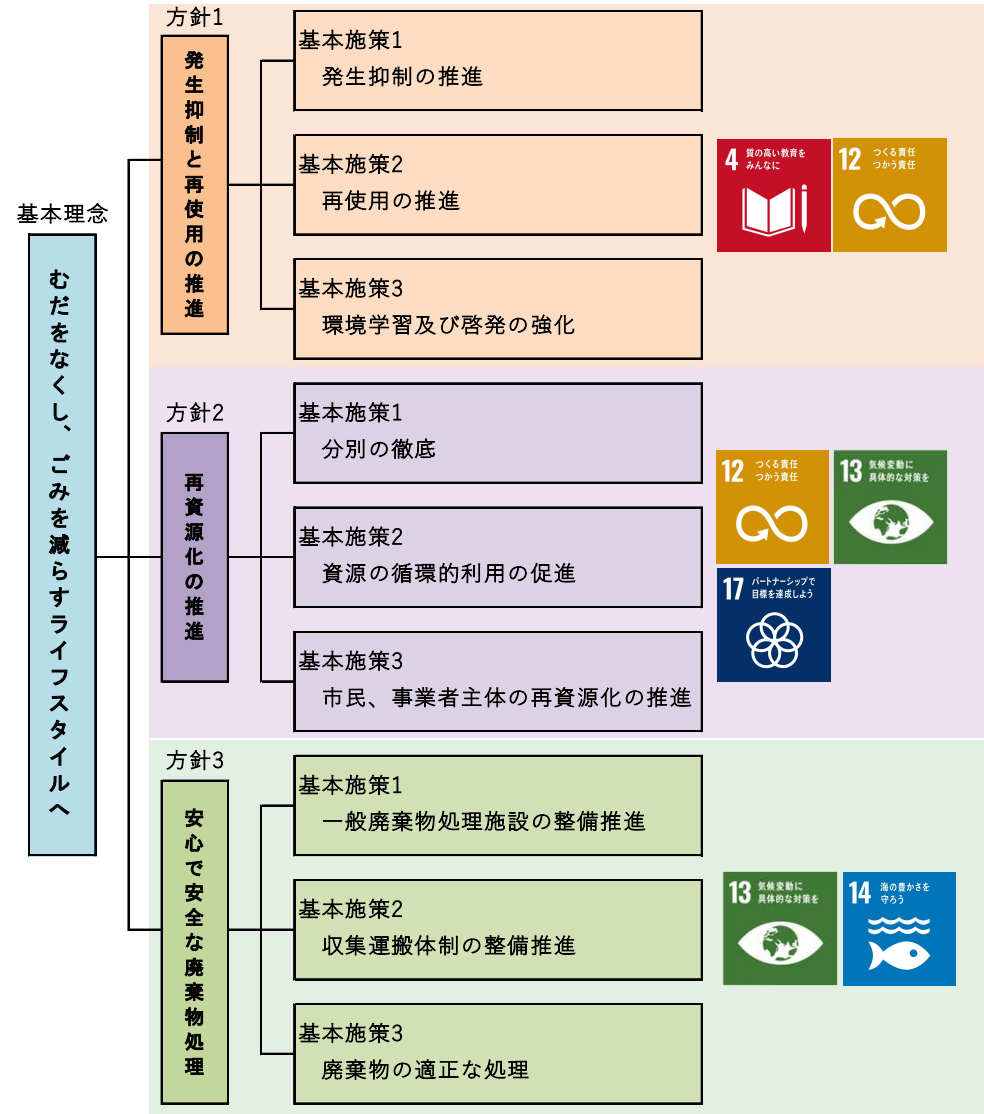 基本理念
むだをなくし、ごみを減らすライフスタイルへ
方針1
発生抑制と再使用の推進
基本施策1
発生抑制の推進
基本施策2
再使用の推進
基本施策3
環境学習及び啓発の強化
4 質の高い教育を
みんなに
12 つくる責任
つかう責任
方針2
再資源化の推進
基本施策1
分別の徹底
基本施策2
資源の循環的利用の促進
基本施策3
市民、事業者主体の再資源化の推進
12 つくる責任
つかう責任
13 気候変動に
具体的な対策を
17 パートナーシップで
目標を達成しよう
方針3
安心で安全な廃棄物処理
基本施策1
一般廃棄物処理施設の整備推進
基本施策2
収集運搬体制の整備推進
基本施策3
廃棄物の適正な処理
13 気候変動に
具体的な対策を
14 海の豊かさを
守ろう